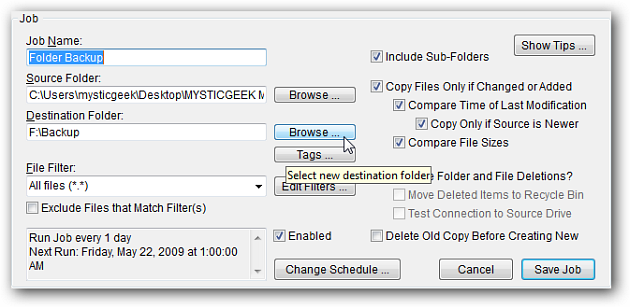 Job
Job Name:
Folder Backup
Include Sub-Folders
Show Tips ...
Source Folder:
C:\Users\mysticgeek\Desktop\MYSTICGEEK M
Browse ...
Copy Files Only if Changed or Added
Compare Time of Last Modification
Destination Folder:
Copy Only if Source is Newer
F:\Backup
Browse ...
Compare File Sizes
Tags ...
Select new destination folder
File Filter:
Folder and File Deletions?
All files (*.*)
Edit Filters ...
Move Deleted Items to Recycle Bin
Exclude Files that Match Filter(s)
Test Connection to Source Drive
Run Job every 1 day
Next Run: Friday, May 22, 2009 at 1:00:00
AM
Enabled
Delete Old Copy Before Creating New
Change Schedule ...
Cancel
Save Job